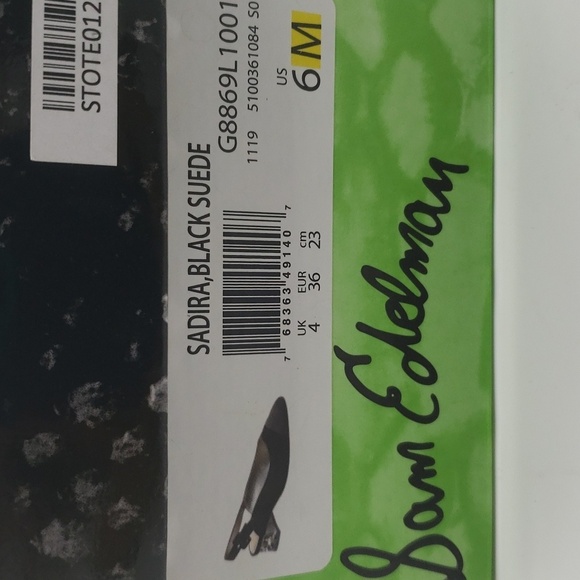 STOTE012
SADIRA,BLACK SUEDE
G8869L1001
1119 5100361084 S0
7 68363 49140 7
US
6 M
UK EUR cm
4 36 23
Sam Edelman